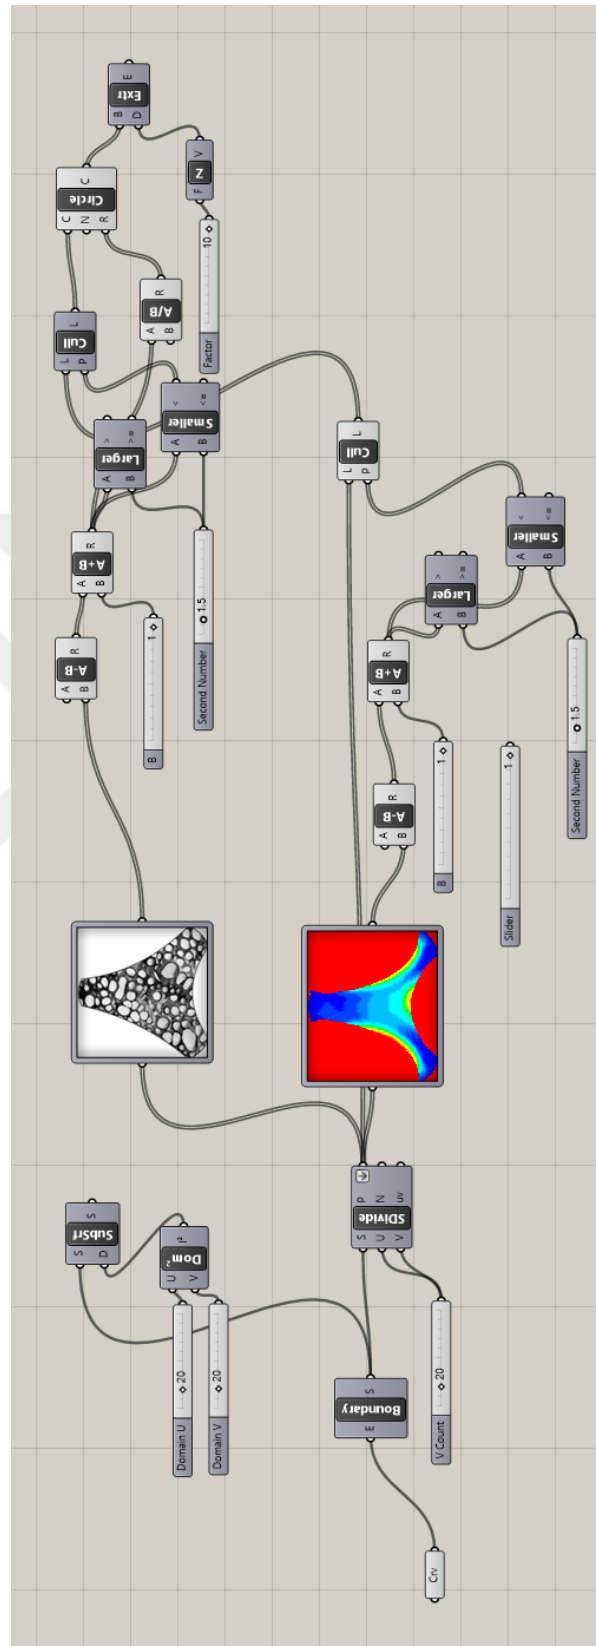 Extr
B
D
E
Z
F
V
Circle
C
N
R
C
Factor
10
A/B
A
B
R
Cull
L
P
L
Smaller
A
B
<
<=
Larger
A
B
>
>=
A+B
A
B
R
Second Number
1.5
B
1
A-B
A
B
R
Cull
L
P
L
Smaller
A
B
<
<=
Larger
A
B
>
>=
A+B
A
B
R
Second Number
1.5
B
1
Slider
1
A-B
A
B
R
SDivide
S
U
V
P
N
uv
SubSrf
S
D
S
Dom²
U
V
I²
Domain U
20
Domain V
20
V Count
20
Boundary
E
S
Crv